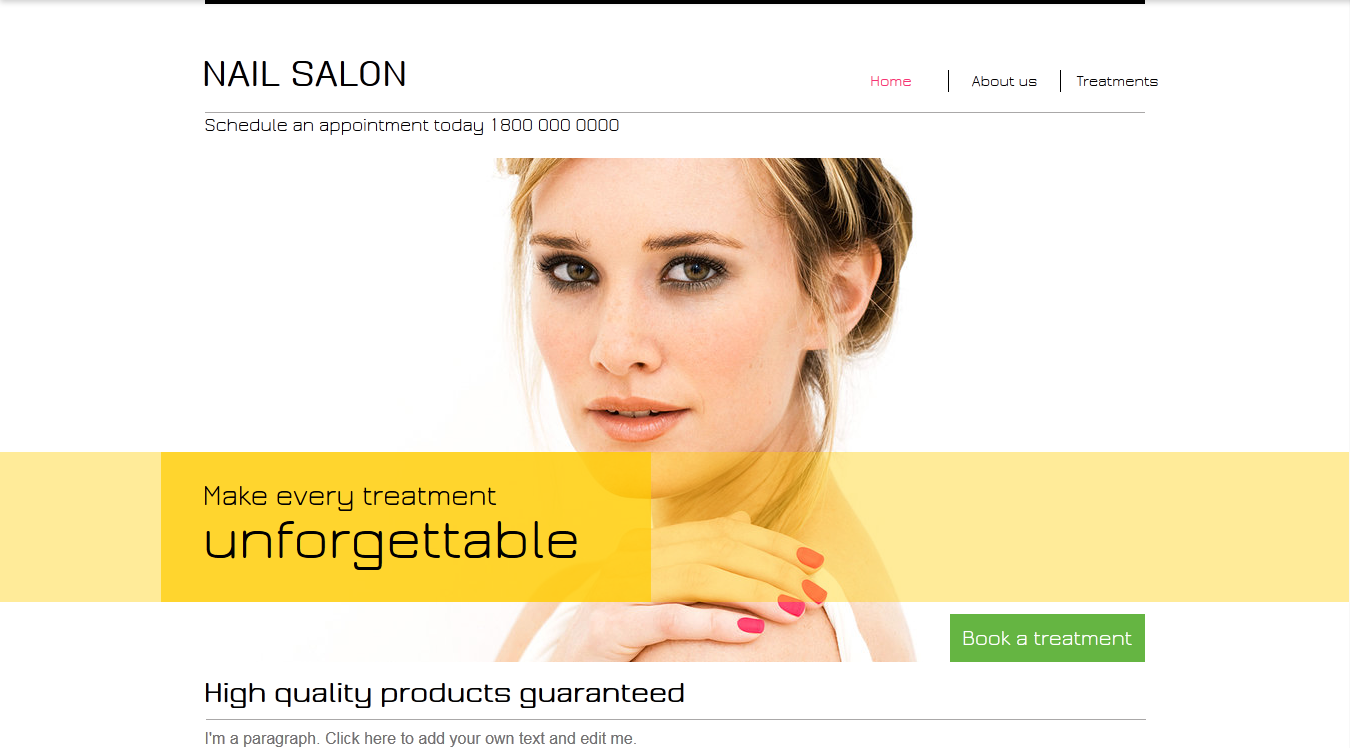 NAIL SALON
Home
About us
Treatments
Schedule an appointment today 1800 000 0000
Make every treatment
unforgettable
Book a treatment
High quality products guaranteed
I'm a paragraph. Click here to add your own text and edit me.